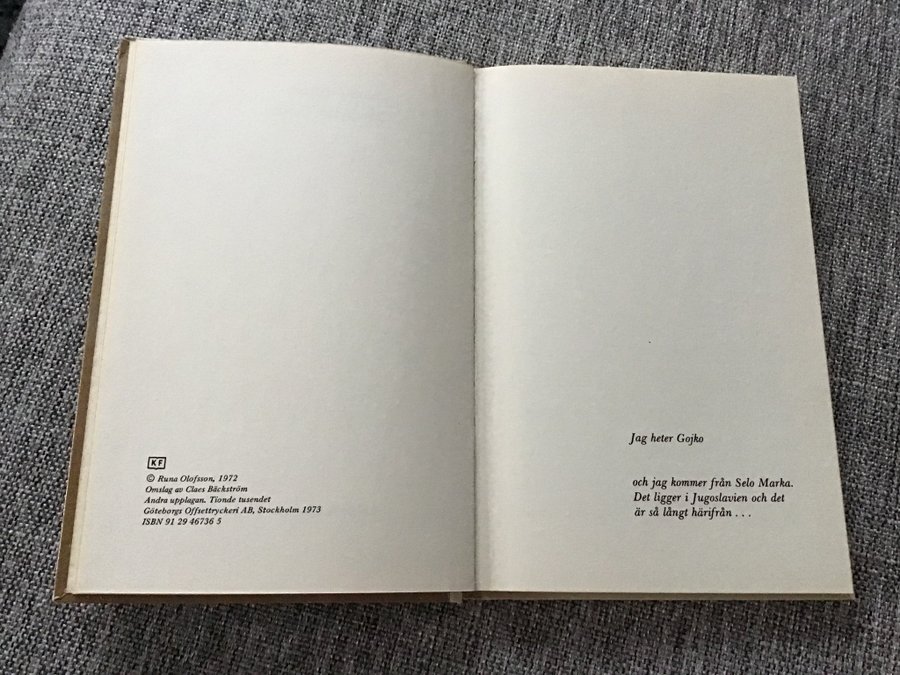 KF
© Runa Olofsson, 1972
Omslag av Claes Bäckström
Andra upplagan. Tionde tusendet
Göteborgs Offsettryckeri AB, Stockholm 1973
ISBN 91 29 46736 5
Jag heter Gojko
och jag kommer från Selo Marka.
Det ligger i Jugoslavien och det
är så långt härifrån . . .